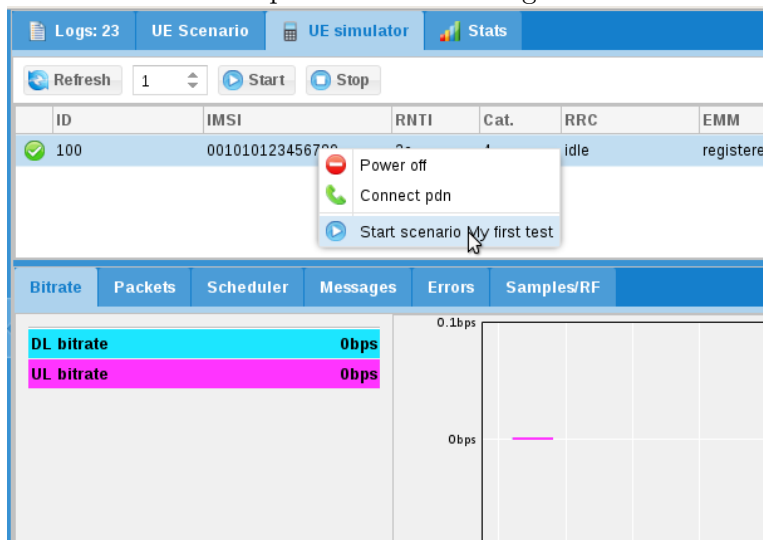 Logs: 23 UE Scenario UE simulator Stats
Refresh 1 Start Stop
ID IMSI RNTI Cat. RRC EMM
100 idle registere
Power off
Connect pdn
Start scenario My first test
Bitrate Packets Scheduler Messages Errors Samples/RF
0.1bps
DL bitrate 0bps
UL bitrate 0bps
0bps